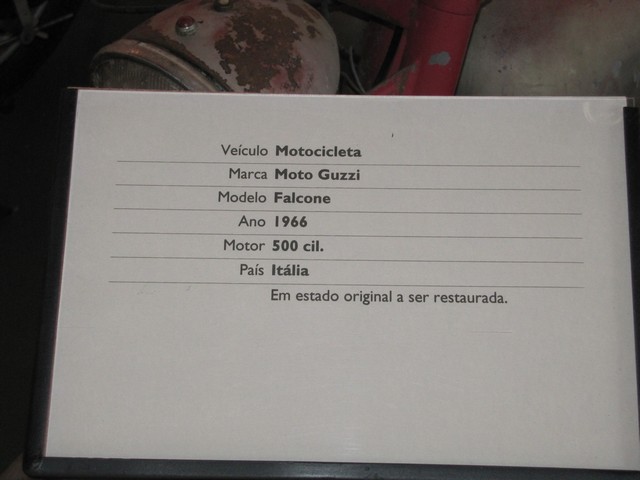 Veículo Motocicleta
Marca Moto Guzzi
Modelo Falcone
Ano 1966
Motor 500 cil.
País Itália
Em estado original a ser restaurada.